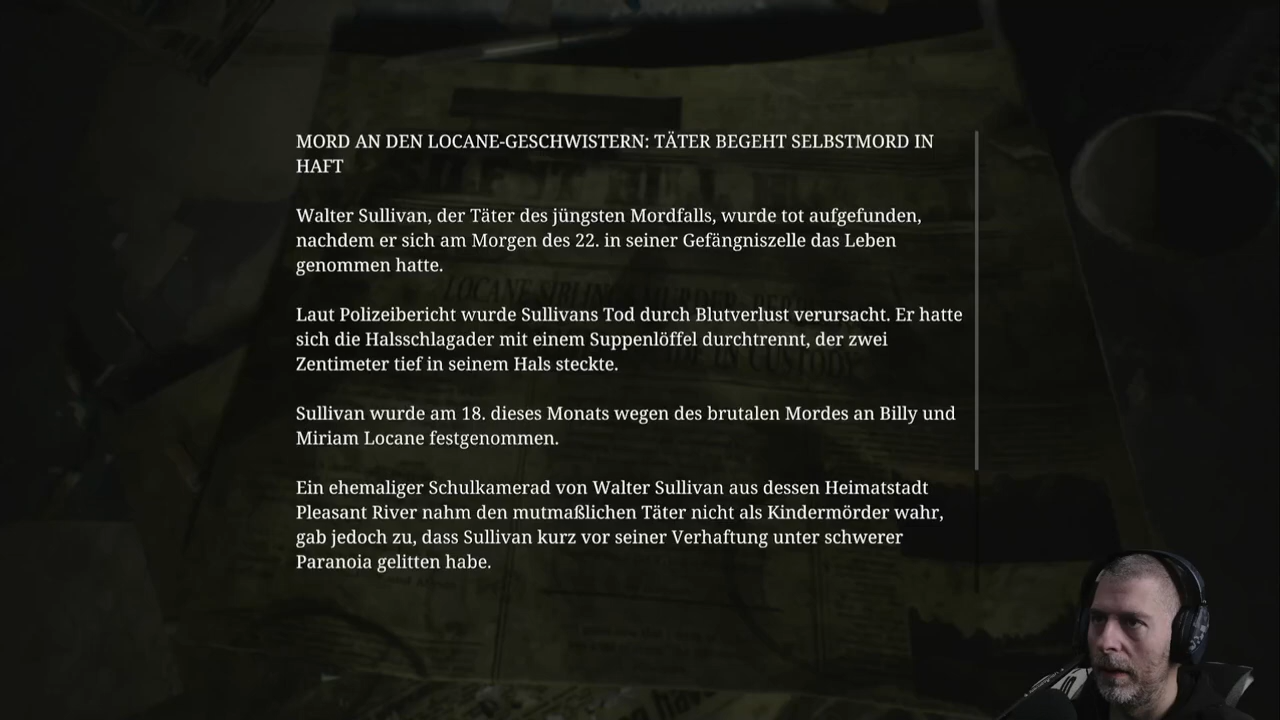 MORD AN DEN LOCANE-GESCHWISTERN: TÄTER BEGEHT SELBSTMORD IN
HAFT
Walter Sullivan, der Täter des jüngsten Mordfalls, wurde tot aufgefunden,
nachdem er sich am Morgen des 22. in seiner Gefängniszelle das Leben
genommen hatte.
Laut Polizeibericht wurde Sullivans Tod durch Blutverlust verursacht. Er hatte
sich die Halsschlagader mit einem Suppenlöffel durchtrennt, der zwei
Zentimeter tief in seinem Hals steckte.
Sullivan wurde am 18. dieses Monats wegen des brutalen Mordes an Billy und
Miriam Locane festgenommen.
Ein ehemaliger Schulkamerad von Walter Sullivan aus dessen Heimatstadt
Pleasant River nahm den mutmaßlichen Täter nicht als Kindermörder wahr,
gab jedoch zu, dass Sullivan kurz vor seiner Verhaftung unter schwerer
Paranoia gelitten habe.